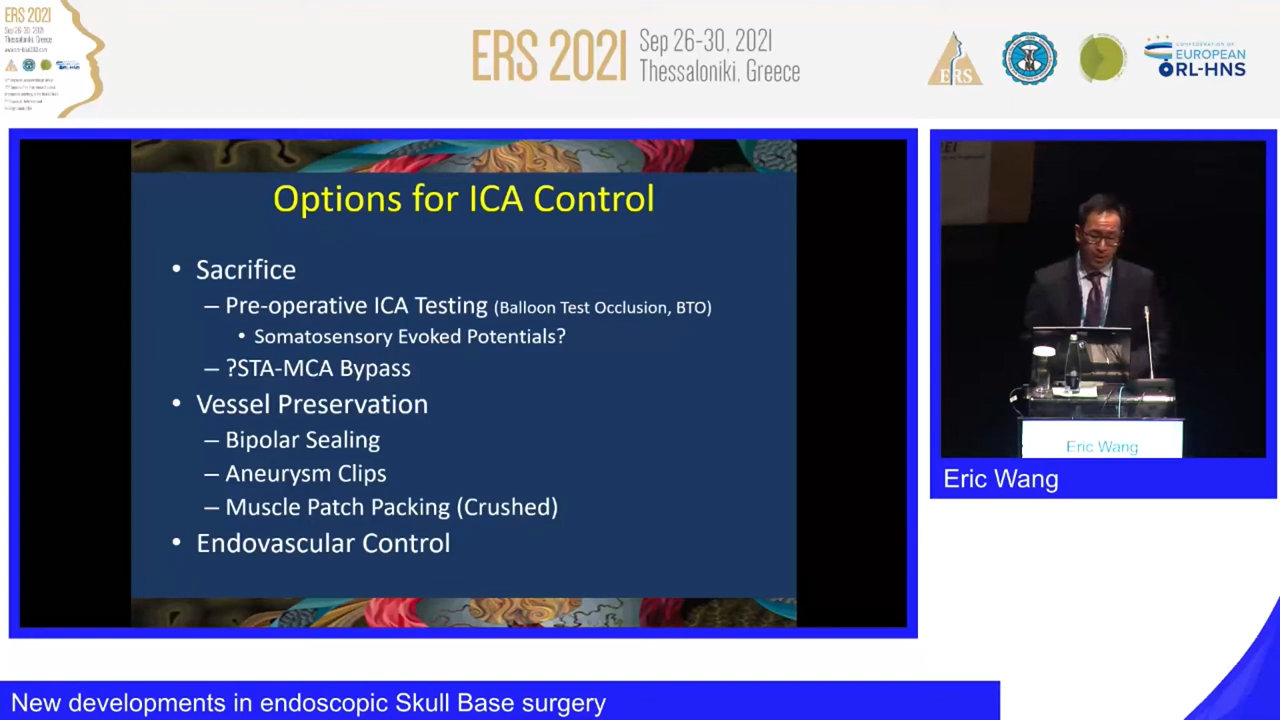 ERS 2021
Sep 26-30, 2021
Thessaloniki, Greece
ERS 2021
Sep 26-30, 2021
Thessaloniki, Greece
ERS
CONFEDERATION OF
EUROPEAN
ORL-HNS
Options for ICA Control
• Sacrifice
– Pre-operative ICA Testing (Balloon Test Occlusion, BTO)
• Somatosensory Evoked Potentials?
– ?STA-MCA Bypass
• Vessel Preservation
– Bipolar Sealing
– Aneurysm Clips
– Muscle Patch Packing (Crushed)
• Endovascular Control
Eric Wang
Eric Wang
New developments in endoscopic Skull Base surgery